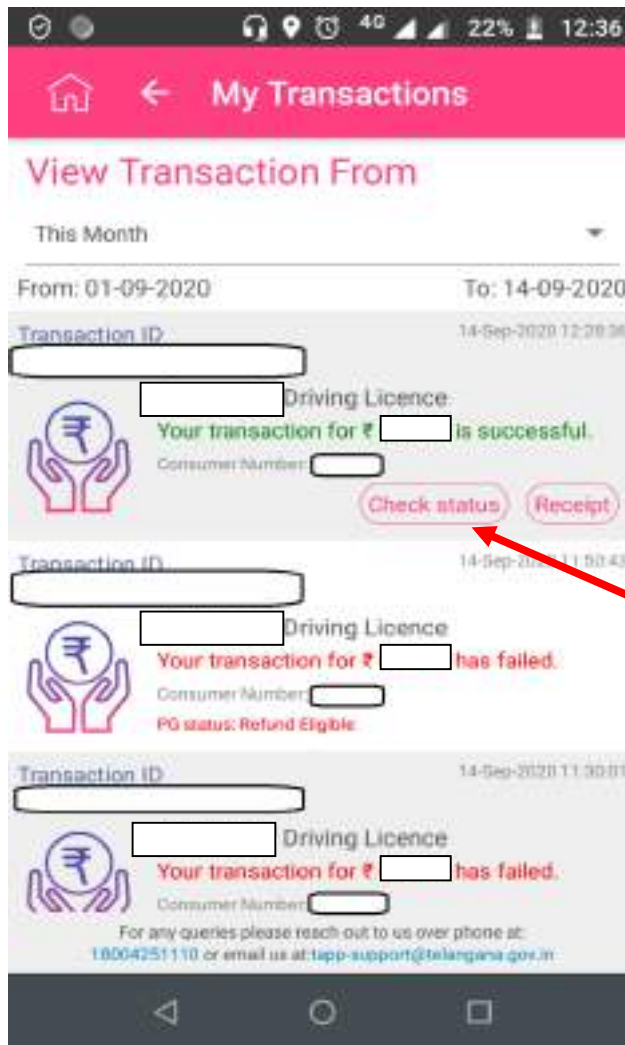 4G 22% 12:36
My Transactions
View Transaction From
This Month
From: 01-09-2020 To: 14-09-2020
Transaction ID 14-Sep-2020 12:28:36
Driving Licence
Your transaction for ₹ is successful.
Consumer Number:
Check status Receipt
Transaction ID 14-Sep-2020 11:50:43
Driving Licence
Your transaction for ₹ has failed.
Consumer Number:
PG status: Refund Eligible
Transaction ID 14-Sep-2020 11:30:01
Driving Licence
Your transaction for ₹ has failed.
Consumer Number:
For any queries please reach out to us over phone at:
18004251110 or email us at:tapp-support@telangana.gov.in